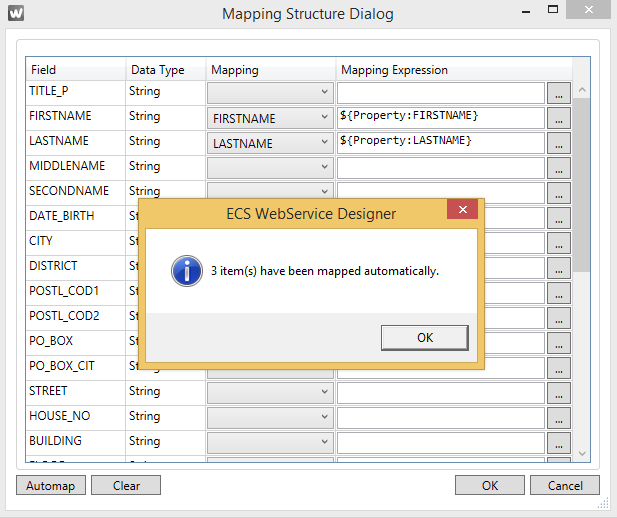 Mapping Structure Dialog
Field Data Type Mapping Mapping Expression
TITLE_P String ...
FIRSTNAME String FIRSTNAME ${Property:FIRSTNAME} ...
LASTNAME String LASTNAME ${Property:LASTNAME} ...
MIDDLENAME String ...
SECONDNAME String ...
DATE_BIRTH St ...
CITY St ...
DISTRICT St ...
POSTL_COD1 St ...
POSTL_COD2 St ...
PO_BOX St ...
PO_BOX_CIT St ...
STREET String ...
HOUSE_NO String ...
BUILDING String ...
ECS WebService Designer
3 item(s) have been mapped automatically.
OK
Automap Clear OK Cancel